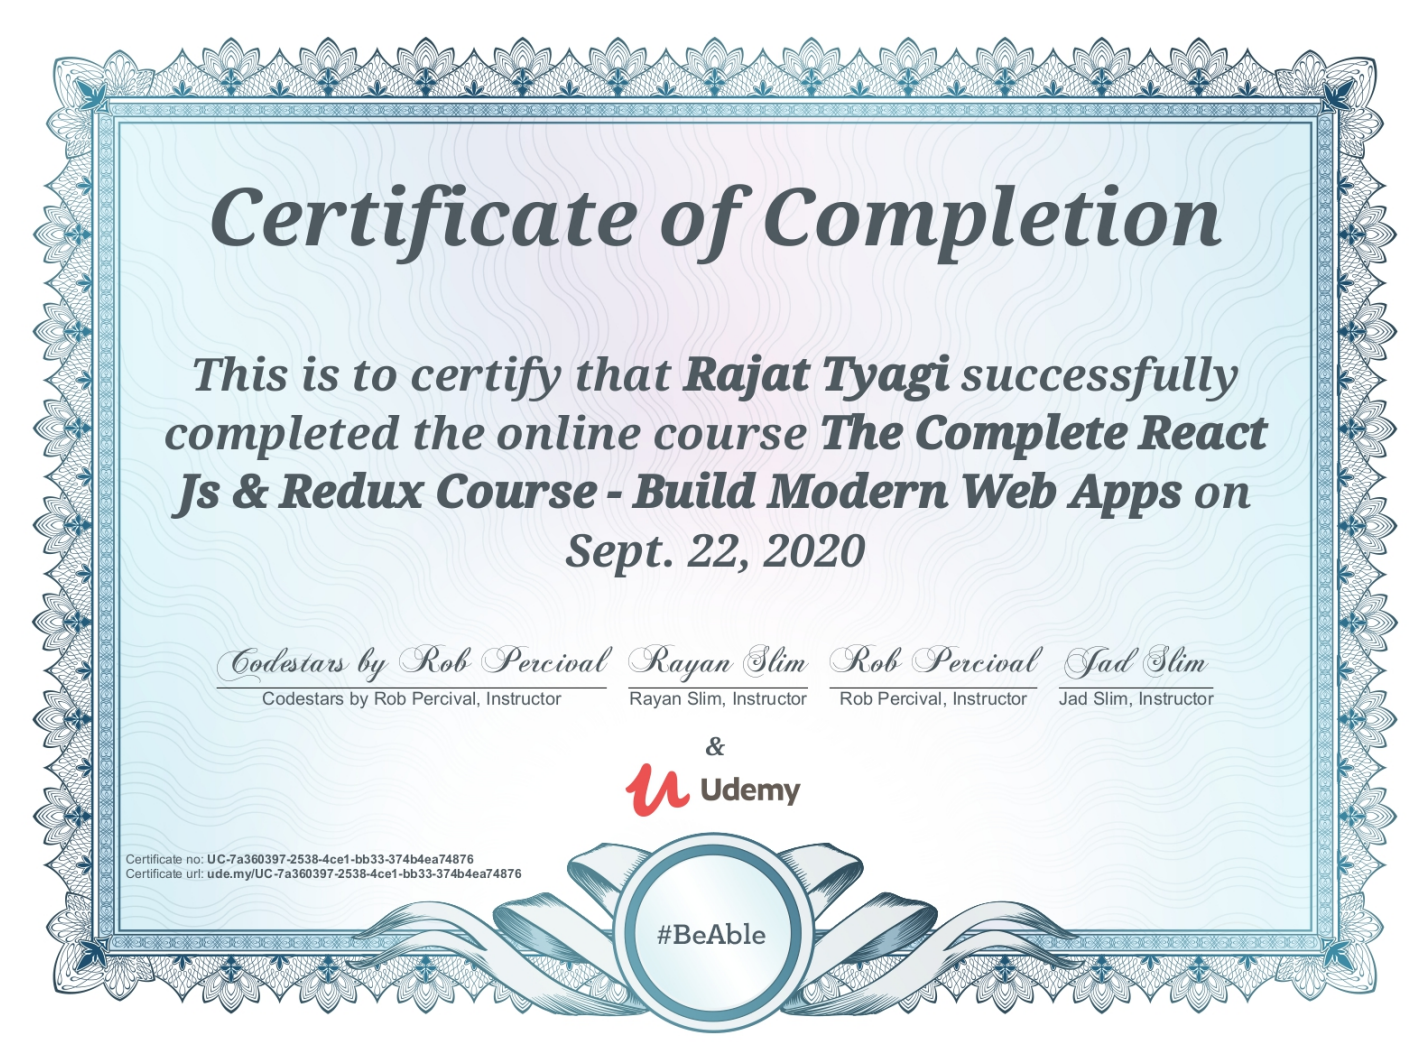 Certificate of Completion
This is to certify that Rajat Tyagi successfully
completed the online course The Complete React
Js & Redux Course - Build Modern Web Apps on
Sept. 22, 2020
Codestars by Rob Percival Rayan Slim Rob Percival Jad Slim
Codestars by Rob Percival, Instructor Rayan Slim, Instructor Rob Percival, Instructor Jad Slim, Instructor
&
Udemy
Certificate no: UC-7a360397-2538-4ce1-bb33-374b4ea74876
Certificate url: ude.my/UC-7a360397-2538-4ce1-bb33-374b4ea74876
#BeAble